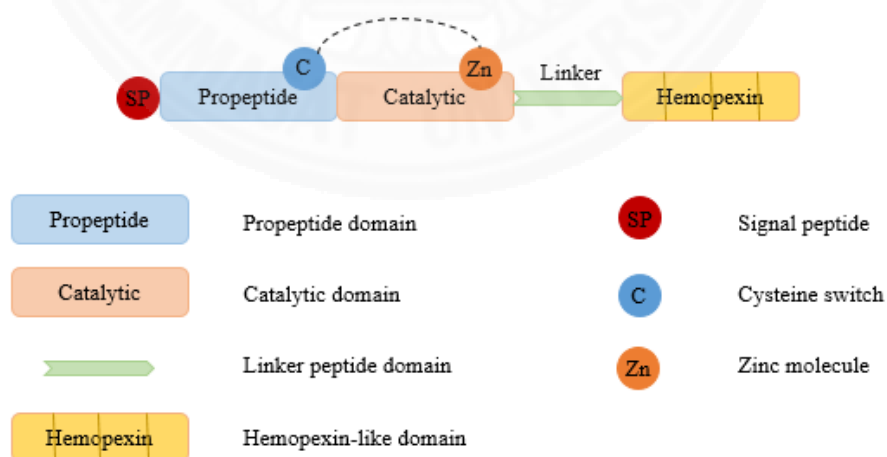 C
Zn
Linker
SP
Propeptide
Catalytic
Hemopexin
Propeptide
Propeptide domain
SP
Signal peptide
Catalytic
Catalytic domain
C
Cysteine switch
Linker peptide domain
Zn
Zinc molecule
Hemopexin
Hemopexin-like domain